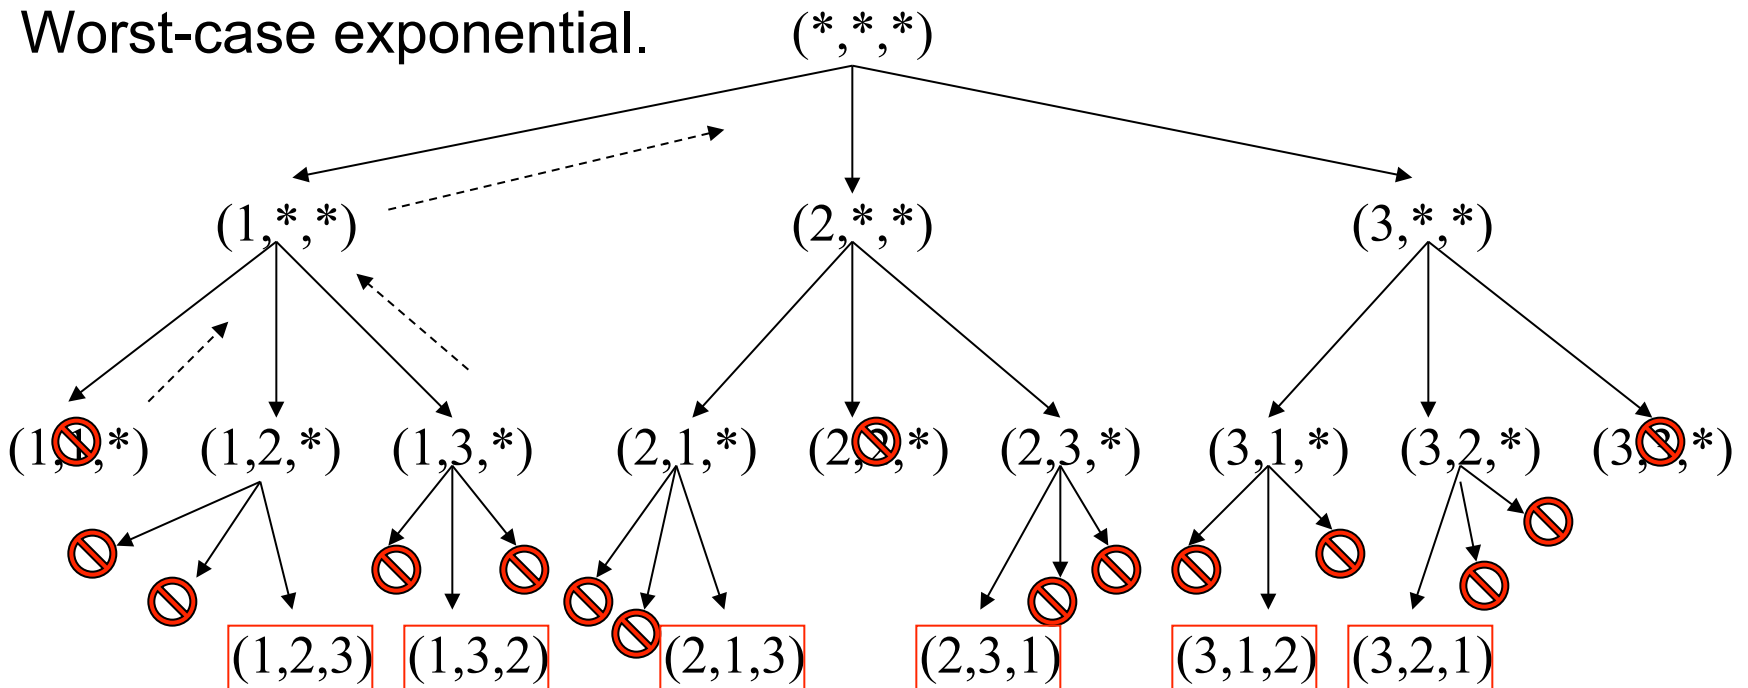 Worst-case exponential.
(*,*,*)
(1,*,*) (2,*,*) (3,*,*)
(1,1,*) (1,2,*) (1,3,*) (2,1,*) (2,2,*) (2,3,*) (3,1,*) (3,2,*) (3,3,*)
(1,2,3) (1,3,2) (2,1,3) (2,3,1) (3,1,2) (3,2,1)